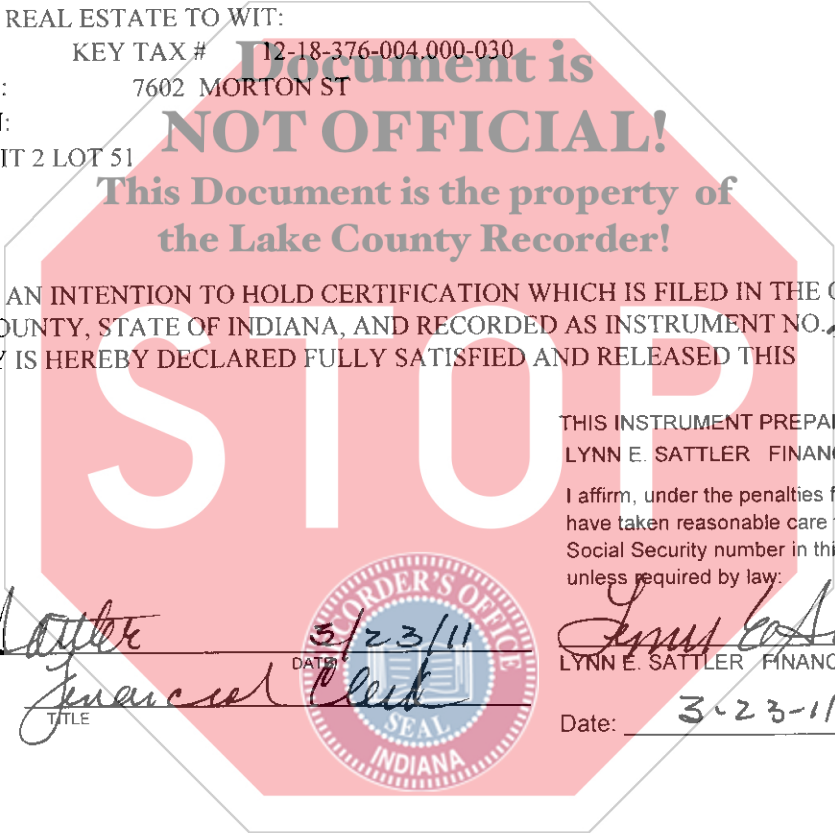 REAL ESTATE TO WIT:
KEY TAX # 12-18-376-004.000-030
: 7602 MORTON ST
:
IT 2 LOT 51
Document is
NOT OFFICIAL!
This Document is the property of
the Lake County Recorder!
AN INTENTION TO HOLD CERTIFICATION WHICH IS FILED IN THE
OUNTY, STATE OF INDIANA, AND RECORDED AS INSTRUMENT NO.
Y IS HEREBY DECLARED FULLY SATISFIED AND RELEASED THIS
STOP
THIS INSTRUMENT PREPA
LYNN E. SATTLER FINANC
I affirm, under the penalties f
have taken reasonable care
Social Security number in thi
unless required by law:
Sattler 3/23/11
DATE
Financial Clerk
TITLE
RECORDER'S OFFICE
SEAL
INDIANA
Lynn E. S
LYNN E. SATTLER FINANC
Date: 3-23-11